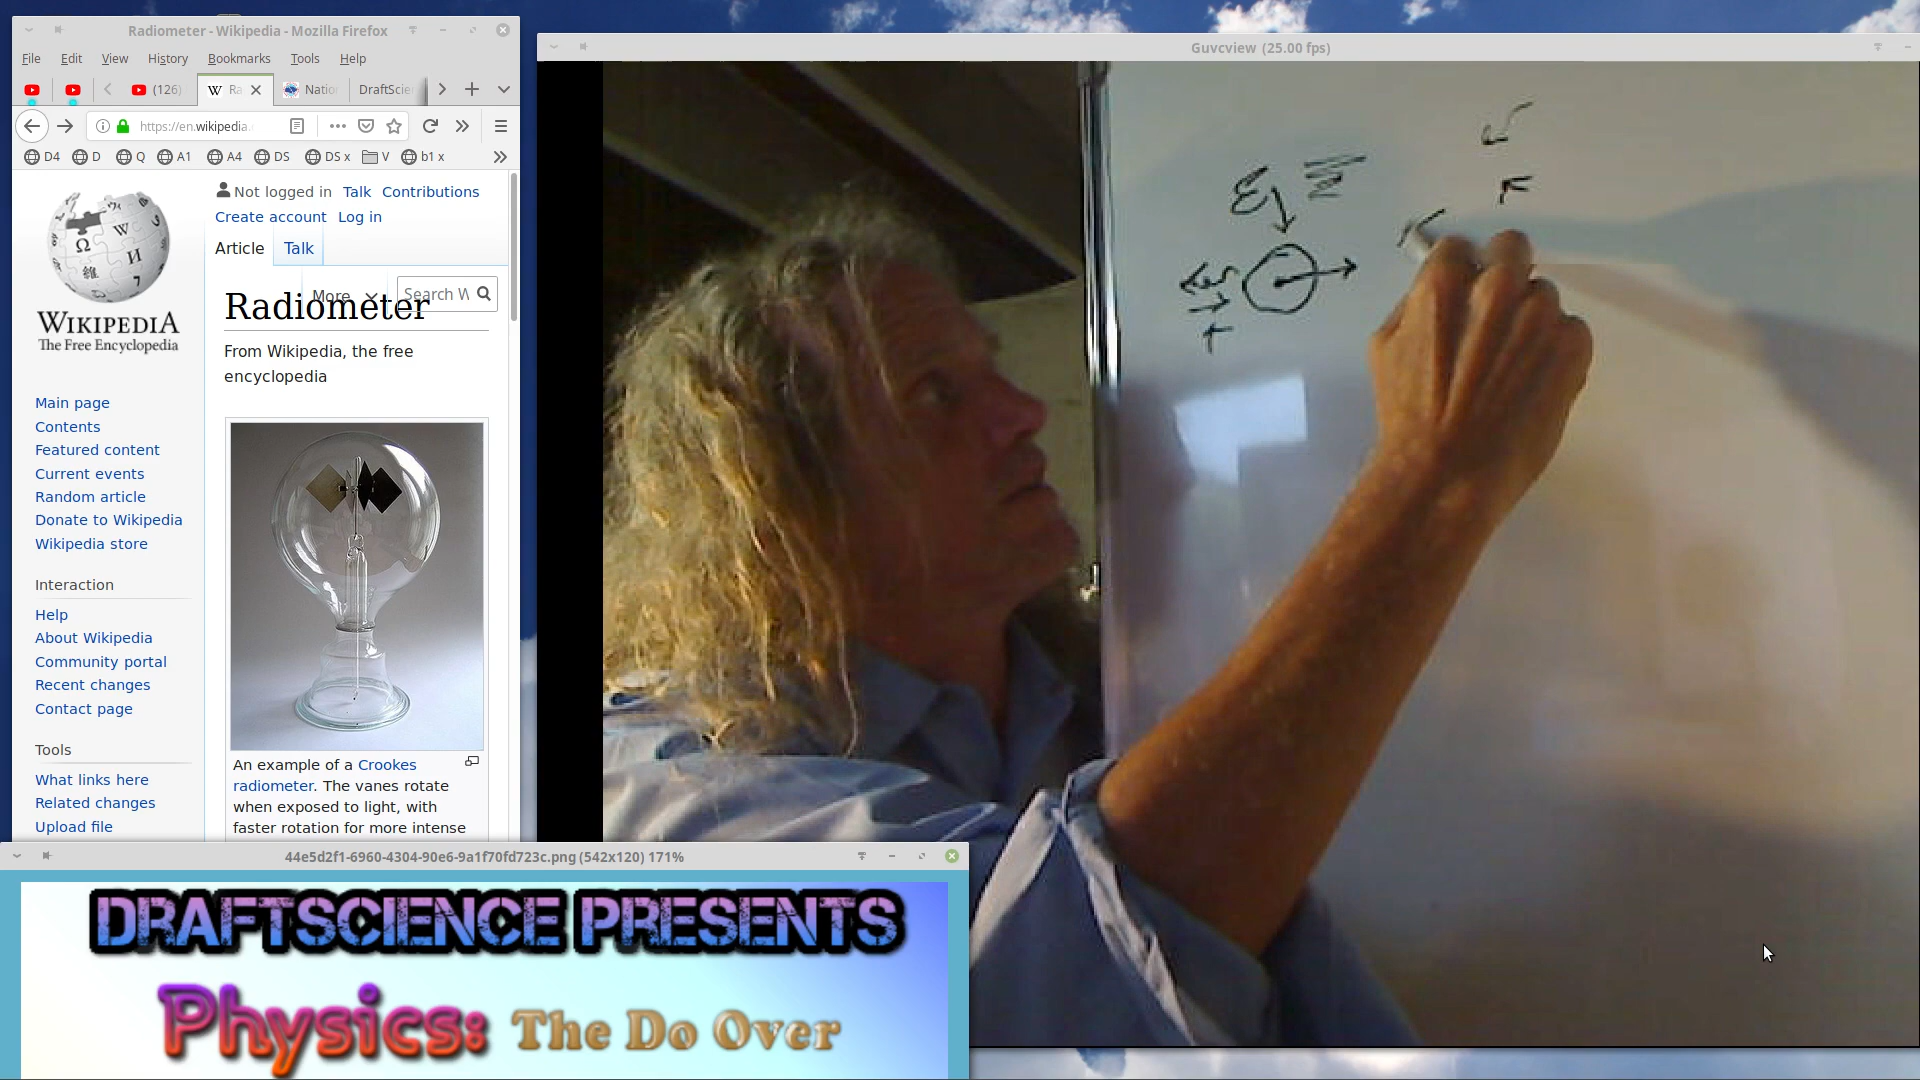 Radiometer - Wikipedia - Mozilla Firefox
File Edit View History Bookmarks Tools Help
(126) Ra Natio DraftScie
https://en.wikipedia.
D4 D Q A1 A4 DS DS x V b1 x
Not logged in Talk Contributions
Create account Log in
Article Talk
More Search W
Radiometer
From Wikipedia, the free
encyclopedia
WIKIPEDIA
The Free Encyclopedia
Main page
Contents
Featured content
Current events
Random article
Donate to Wikipedia
Wikipedia store
Interaction
Help
About Wikipedia
Community portal
Recent changes
Contact page
Tools
What links here
Related changes
Upload file
An example of a Crookes
radiometer. The vanes rotate
when exposed to light, with
faster rotation for more intense
Guvcview (25.00 fps)
44e5d2f1-6960-4304-90e6-9a1f70fd723c.png (542x120) 171%
DRAFTSCIENCE PRESENTS
Physics: The Do Over